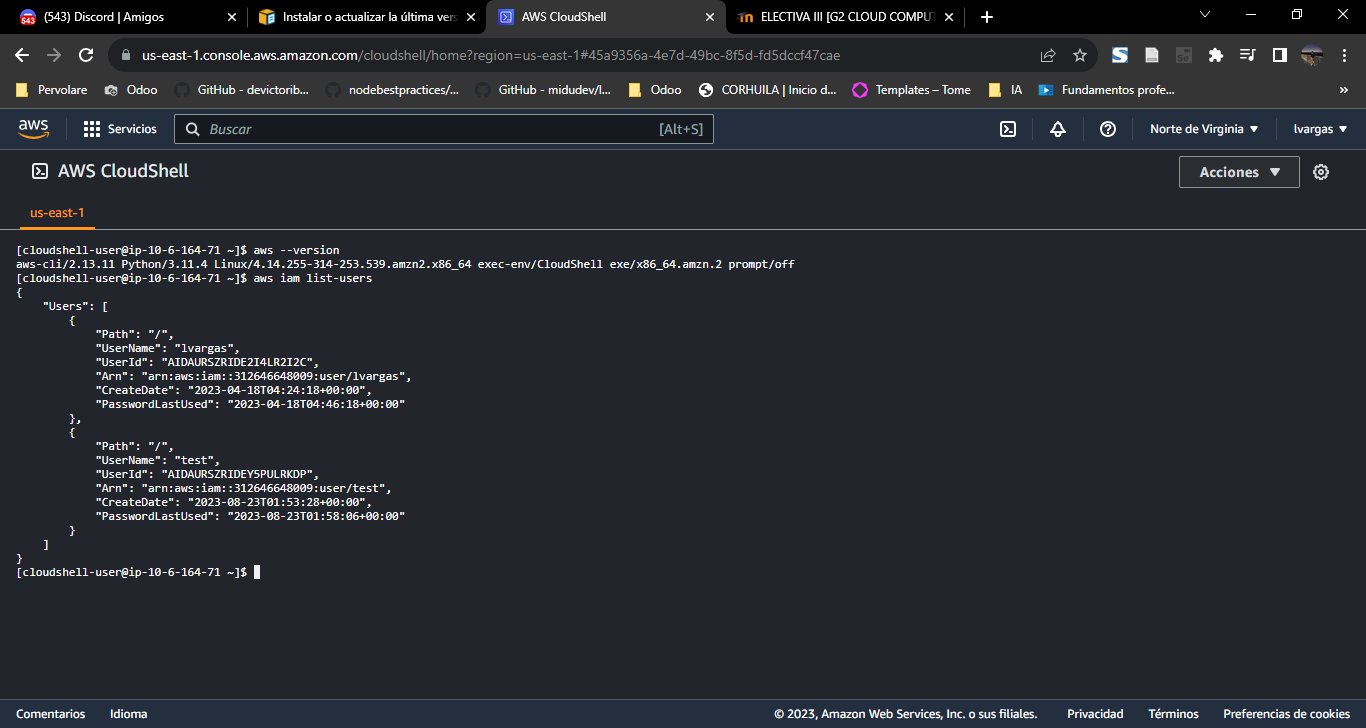 543
(543) Discord | Amigos
Instalar o actualizar la última vers
AWS CloudShell
ELECTIVA III [G2 CLOUD COMPUT
us-east-1.console.aws.amazon.com/cloudshell/home?region=us-east-1#45a9356a-4e7d-49bc-8f5d-fd5dccf47cae
Pervolare
Odoo
GitHub - devictorib...
nodebestpractices/...
GitHub - midudev/l...
Odoo
CORHUILA | Inicio d...
Templates – Tome
IA
Fundamentos profe...
»
aws
Servicios
Buscar
[Alt+S]
Norte de Virginia
lvargas
AWS CloudShell
Acciones
us-east-1
[cloudshell-user@ip-10-6-164-71 ~]$ aws --version
aws-cli/2.13.11 Python/3.11.4 Linux/4.14.255-314-253.539.amzn2.x86_64 exec-env/CloudShell exe/x86_64.amzn.2 prompt/off
[cloudshell-user@ip-10-6-164-71 ~]$ aws iam list-users
{
    "Users": [
        {
            "Path": "/",
            "UserName": "lvargas",
            "UserId": "AIDAURSZRIDE2I4LR2I2C",
            "Arn": "arn:aws:iam::312646648009:user/lvargas",
            "CreateDate": "2023-04-18T04:24:18+00:00",
            "PasswordLastUsed": "2023-04-18T04:46:18+00:00"
        },
        {
            "Path": "/",
            "UserName": "test",
            "UserId": "AIDAURSZRIDEY5PULRKDP",
            "Arn": "arn:aws:iam::312646648009:user/test",
            "CreateDate": "2023-08-23T01:53:28+00:00",
            "PasswordLastUsed": "2023-08-23T01:58:06+00:00"
        }
    ]
}
[cloudshell-user@ip-10-6-164-71 ~]$
Comentarios
Idioma
© 2023, Amazon Web Services, Inc. o sus filiales.
Privacidad
Términos
Preferencias de cookies